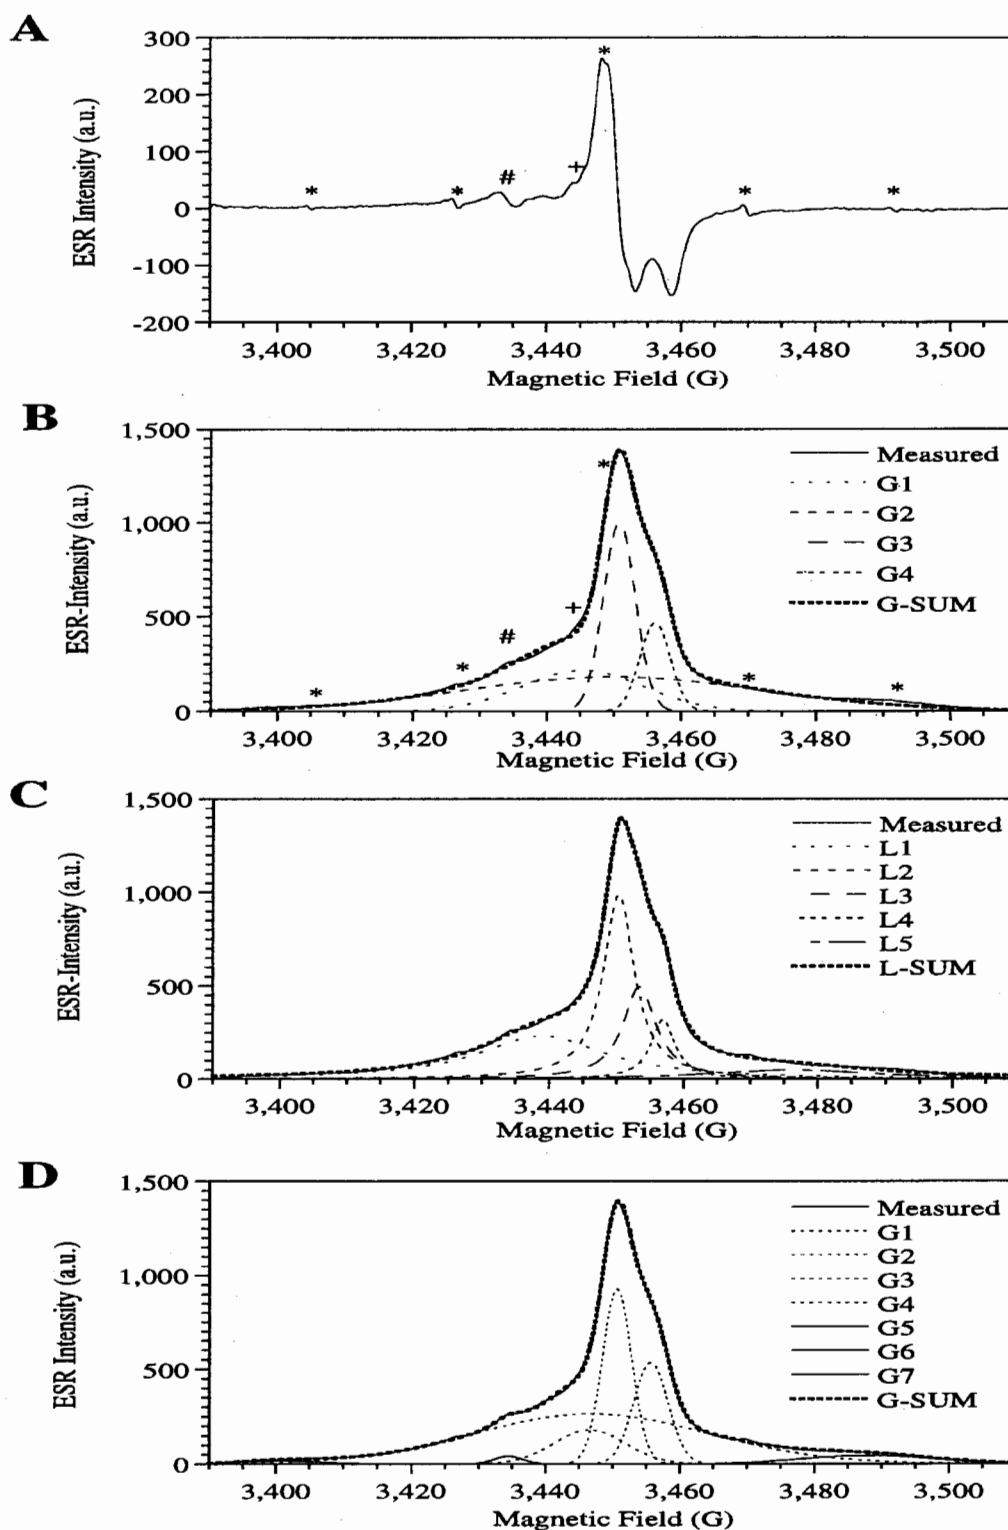 A
300
200
100
0
-100
-200
ESR Intensity (a.u.)
* * # + * * *
3,400 3,420 3,440 3,460 3,480 3,500
Magnetic Field (G)
B
1,500
1,000
500
0
ESR-Intensity (a.u.)
* * # + * * *
Measured
G1
G2
G3
G4
G-SUM
3,400 3,420 3,440 3,460 3,480 3,500
Magnetic Field (G)
C
1,500
1,000
500
0
ESR-Intensity (a.u.)
Measured
L1
L2
L3
L4
L5
L-SUM
3,400 3,420 3,440 3,460 3,480 3,500
Magnetic Field (G)
D
1,500
1,000
500
0
ESR Intensity (a.u.)
Measured
G1
G2
G3
G4
G5
G6
G7
G-SUM
3,400 3,420 3,440 3,460 3,480 3,500
Magnetic Field (G)